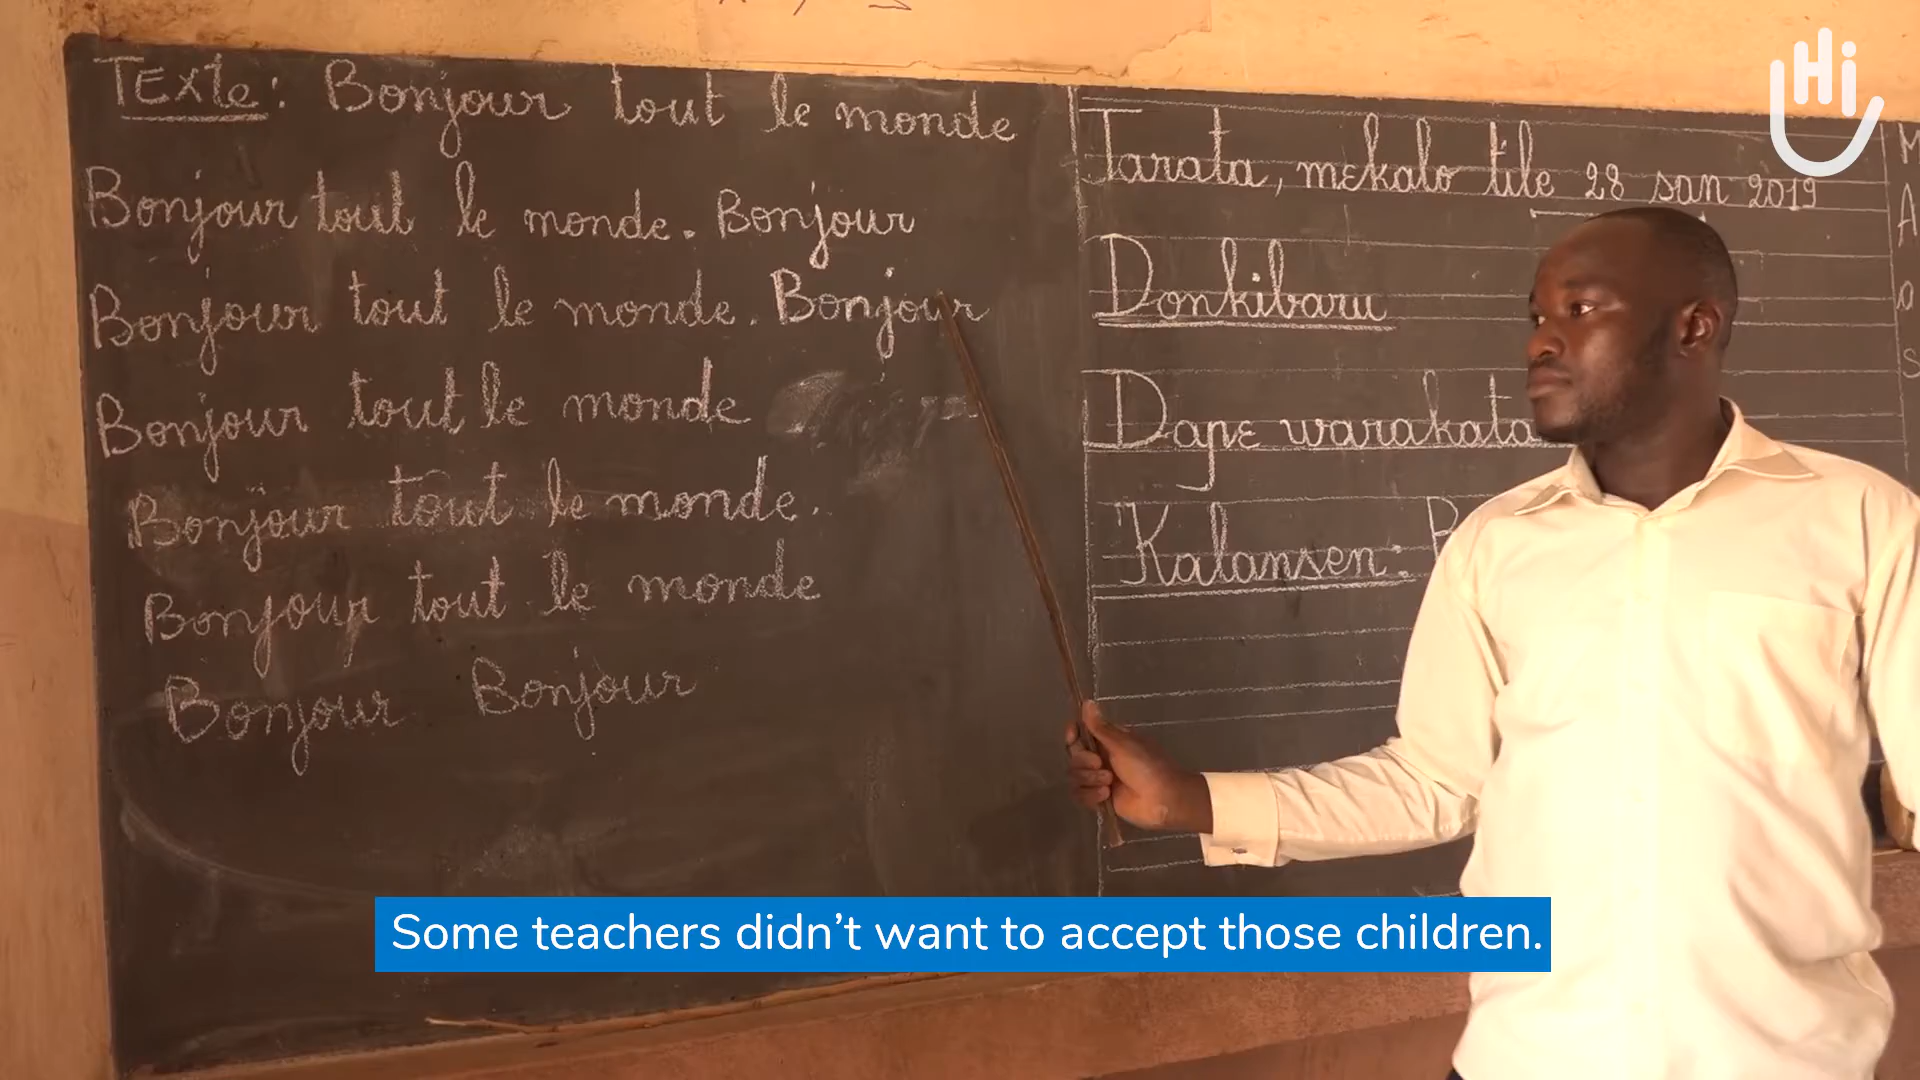 Texte: Bonjour tout le monde
Bonjour tout le monde. Bonjour
Bonjour tout le monde. Bonjour
Bonjour tout le monde
Bonjour tout le monde.
Bonjour tout le monde
Bonjour Bonjour
Tarata, mɛkalo tile 28 san 2019
Donkibaru
Dapɛ warakata
Kalansen: B
M
A
O
S
Hi
Some teachers didn’t want to accept those children.